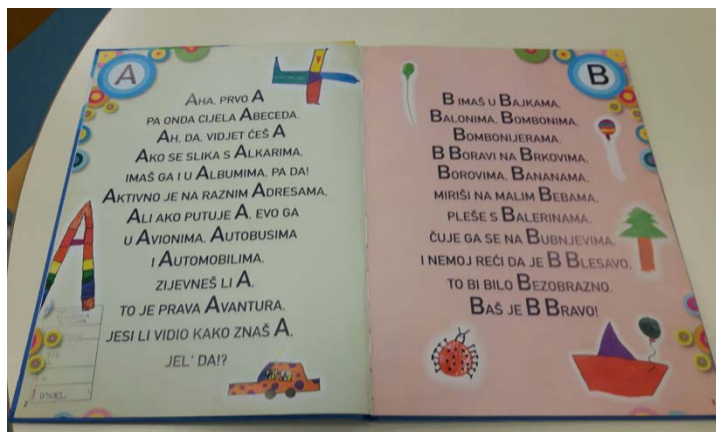 A
AHA, PRVO A
PA ONDA CIJELA ABECEDA.
AH, DA, VIDJET ĆEŠ A
AKO SE SLIKA S ALKARIMA,
IMAŠ GA I U ALBUMIMA, PA DA!
AKTIVNO JE NA RAZNIM ADRESAMA,
ALI AKO PUTUJE A, EVO GA
U AVIONIMA, AUTOBUSIMA
I AUTOMOBILIMA.
ZIJEVNEŠ LI A,
TO JE PRAVA AVANTURA,
JESI LI VIDIO KAKO ZNAŠ A,
JEL' DA!?
2
B
B IMAŠ U BAJKAMA,
BALONIMA, BOMBONIMA,
BOMBONIJERAMA.
B BORAVI NA BRKOVIMA,
BOROVIMA, BANANAMA,
MIRIŠI NA MALIM BEBAMA,
PLEŠE S BALERINAMA,
ČUJE GA SE NA BUBNJEVIMA,
I NEMOJ REĆI DA JE B BLESAVO,
TO BI BILO BEZOBRAZNO.
BAŠ JE B BRAVO!